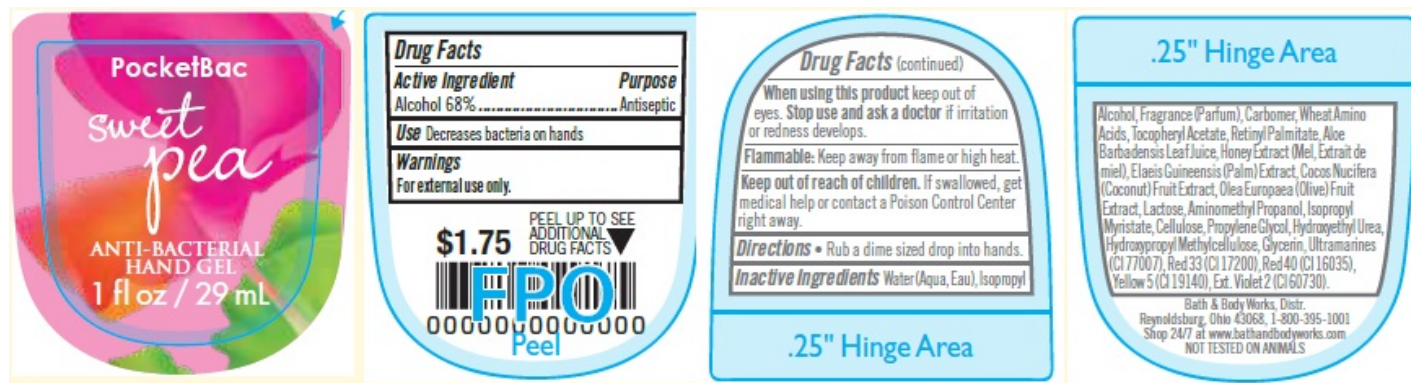 PocketBac
sweet
pea
ANTI-BACTERIAL
HAND GEL
1 fl oz / 29 mL
Drug Facts
Active Ingredient Purpose
Alcohol 68%.................................Antiseptic
Use Decreases bacteria on hands
Warnings
For external use only.
$1.75
PEEL UP TO SEE
ADDITIONAL
DRUG FACTS
FPO
0000000000000
Peel
Drug Facts (continued)
When using this product keep out of
eyes. Stop use and ask a doctor if irritation
or redness develops.
Flammable: Keep away from flame or high heat.
Keep out of reach of children. If swallowed, get
medical help or contact a Poison Control Center
right away.
Directions • Rub a dime sized drop into hands.
Inactive Ingredients Water (Aqua, Eau), Isopropyl
.25" Hinge Area
.25" Hinge Area
Alcohol, Fragrance (Parfum), Carbomer, Wheat Amino
Acids, Tocopheryl Acetate, Retinyl Palmitate, Aloe
Barbadensis Leaf Juice, Honey Extract (Mel, Extrait de
miel), Elaeis Guineensis (Palm) Extract, Cocos Nucifera
(Coconut) Fruit Extract, Olea Europaea (Olive) Fruit
Extract, Lactose, Aminomethyl Propanol, Isopropyl
Myristate, Cellulose, Propylene Glycol, Hydroxyethyl Urea,
Hydroxypropyl Methylcellulose, Glycerin, Ultramarines
(CI 77007), Red 33 (CI 17200), Red 40 (CI 16035),
Yellow 5 (CI 19140), Ext. Violet 2 (CI 60730).
Bath & Body Works, Distr.
Reynoldsburg, Ohio 43068, 1-800-395-1001
Shop 24/7 at www.bathandbodyworks.com
NOT TESTED ON ANIMALS